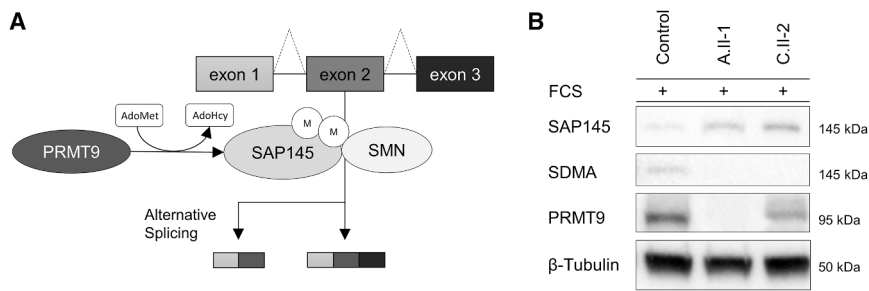 A
exon 1
exon 2
exon 3
AdoMet
AdoHcy
M
M
PRMT9
SAP145
SMN
Alternative
Splicing
B
Control
A.II-1
C.II-2
FCS + + +
SAP145 145 kDa
SDMA 145 kDa
PRMT9 95 kDa
β-Tubulin 50 kDa